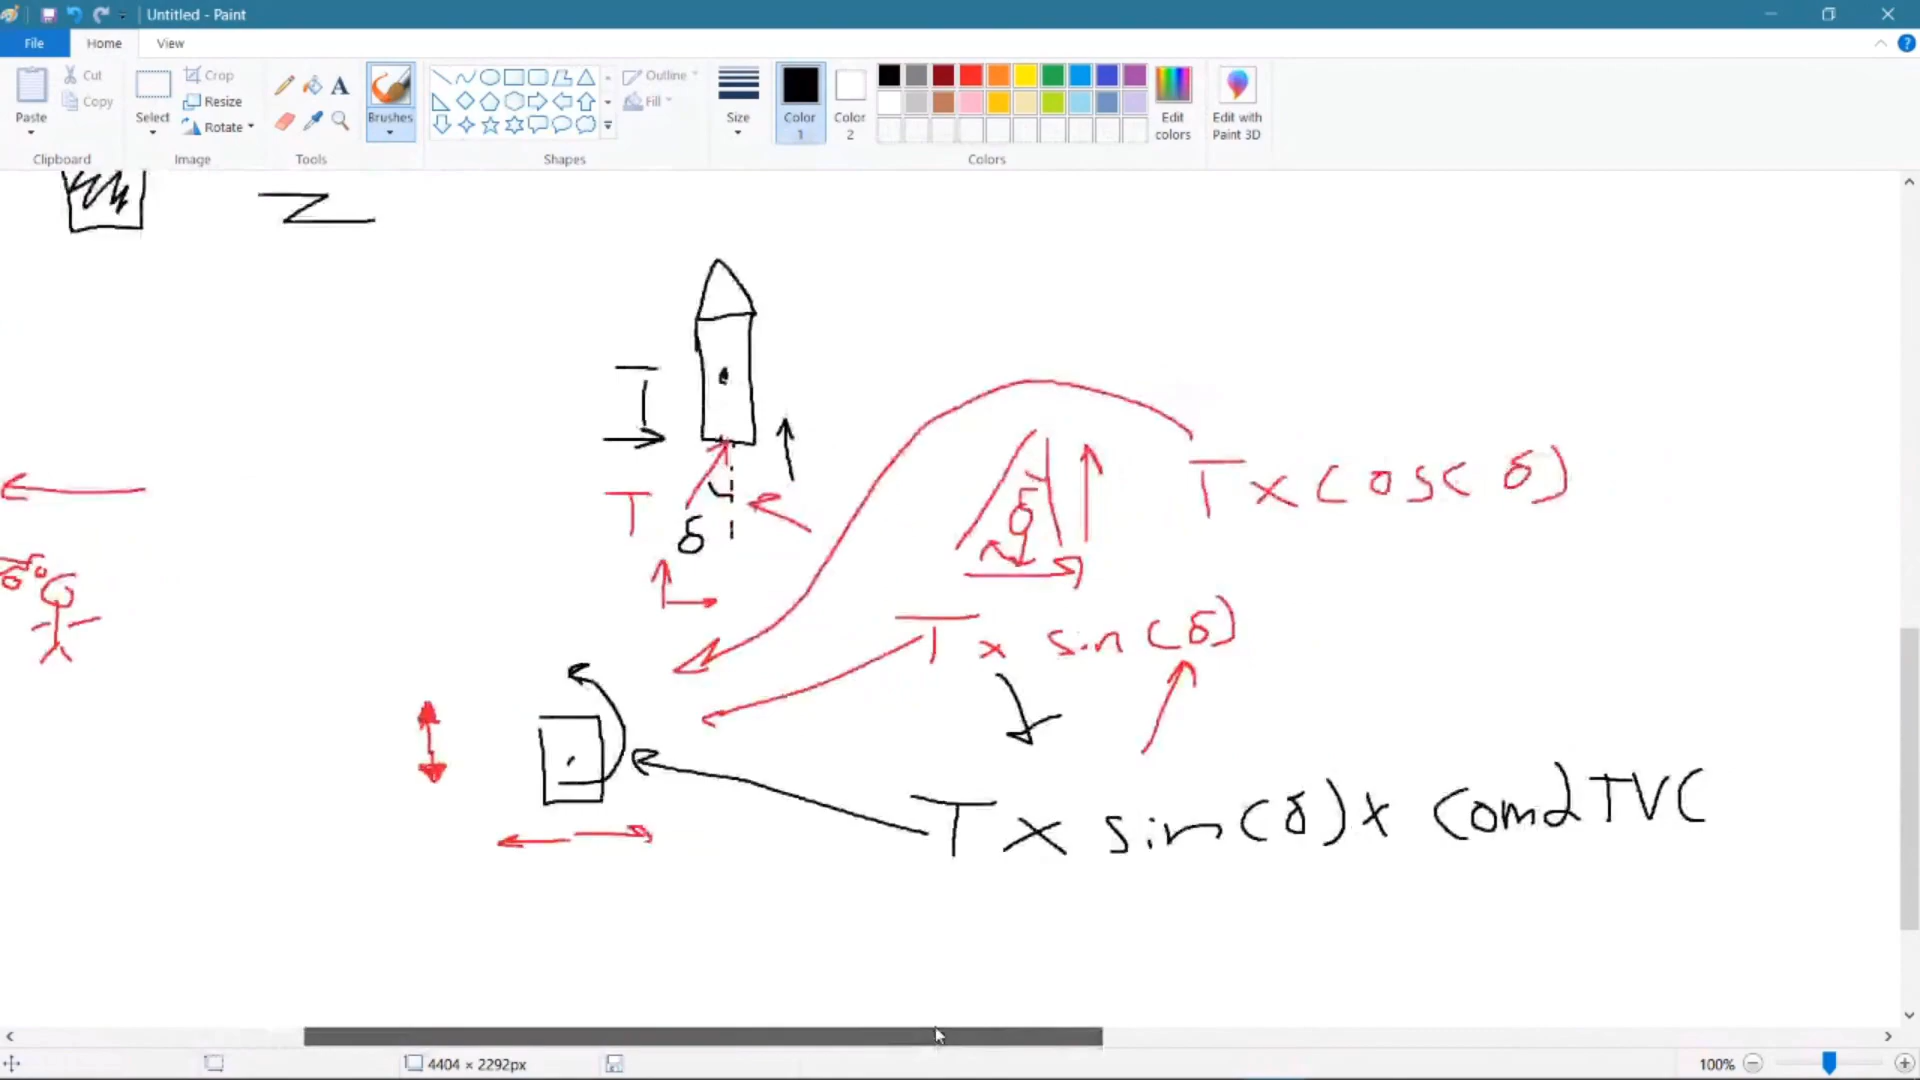 Untitled - Paint
File Home View
Paste
Cut
Copy
Clipboard
Select
Crop
Resize
Rotate
Image
A
Tools
Brushes
Outline
Fill
Shapes
Size
Color 1
Color 2
Edit colors
Edit with Paint 3D
Colors
T
T
δ
δ
T x cos(δ)
T x sin(δ)
T x sin(δ) x com2TVC
4404 × 2292px
100%